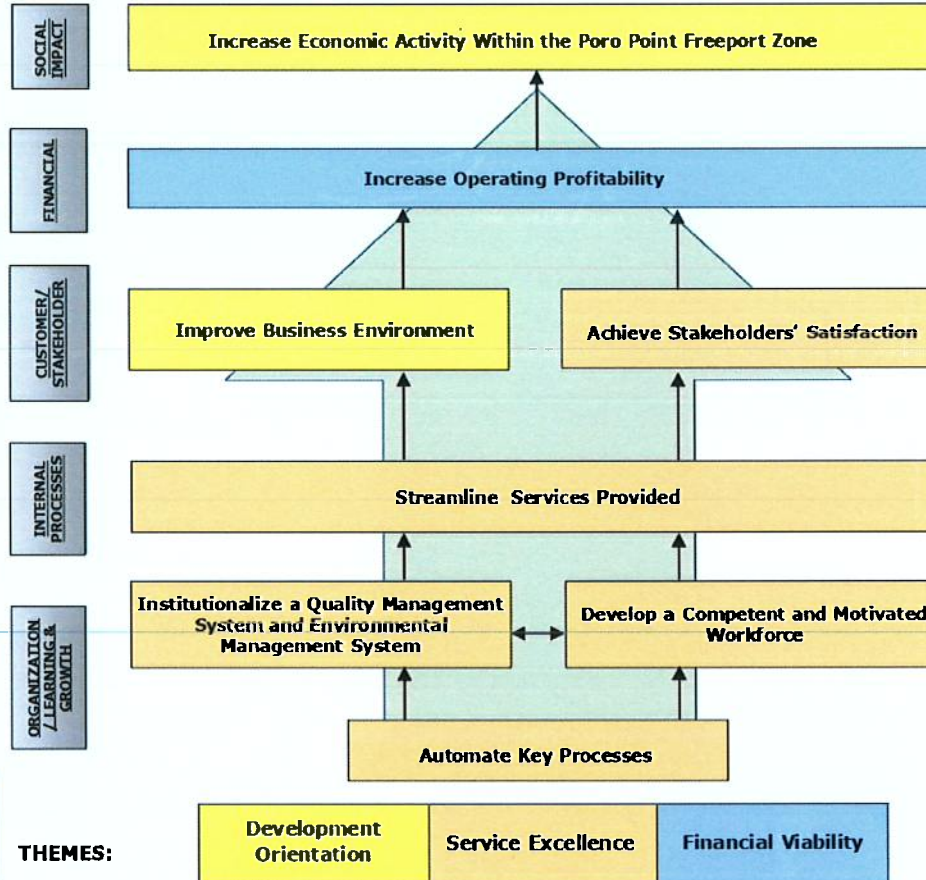 SOCIAL
IMPACT
Increase Economic Activity Within the Poro Point Freeport Zone
FINANCIAL
Increase Operating Profitability
CUSTOMER/
STAKEHOLDER
Improve Business Environment
Achieve Stakeholders' Satisfaction
INTERNAL
PROCESSES
Streamline Services Provided
ORGANIZATION
/ LEARNING &
GROWTH
Institutionalize a Quality Management
System and Environmental
Management System
Develop a Competent and Motivated
Workforce
Automate Key Processes
THEMES:
Development
Orientation
Service Excellence
Financial Viability